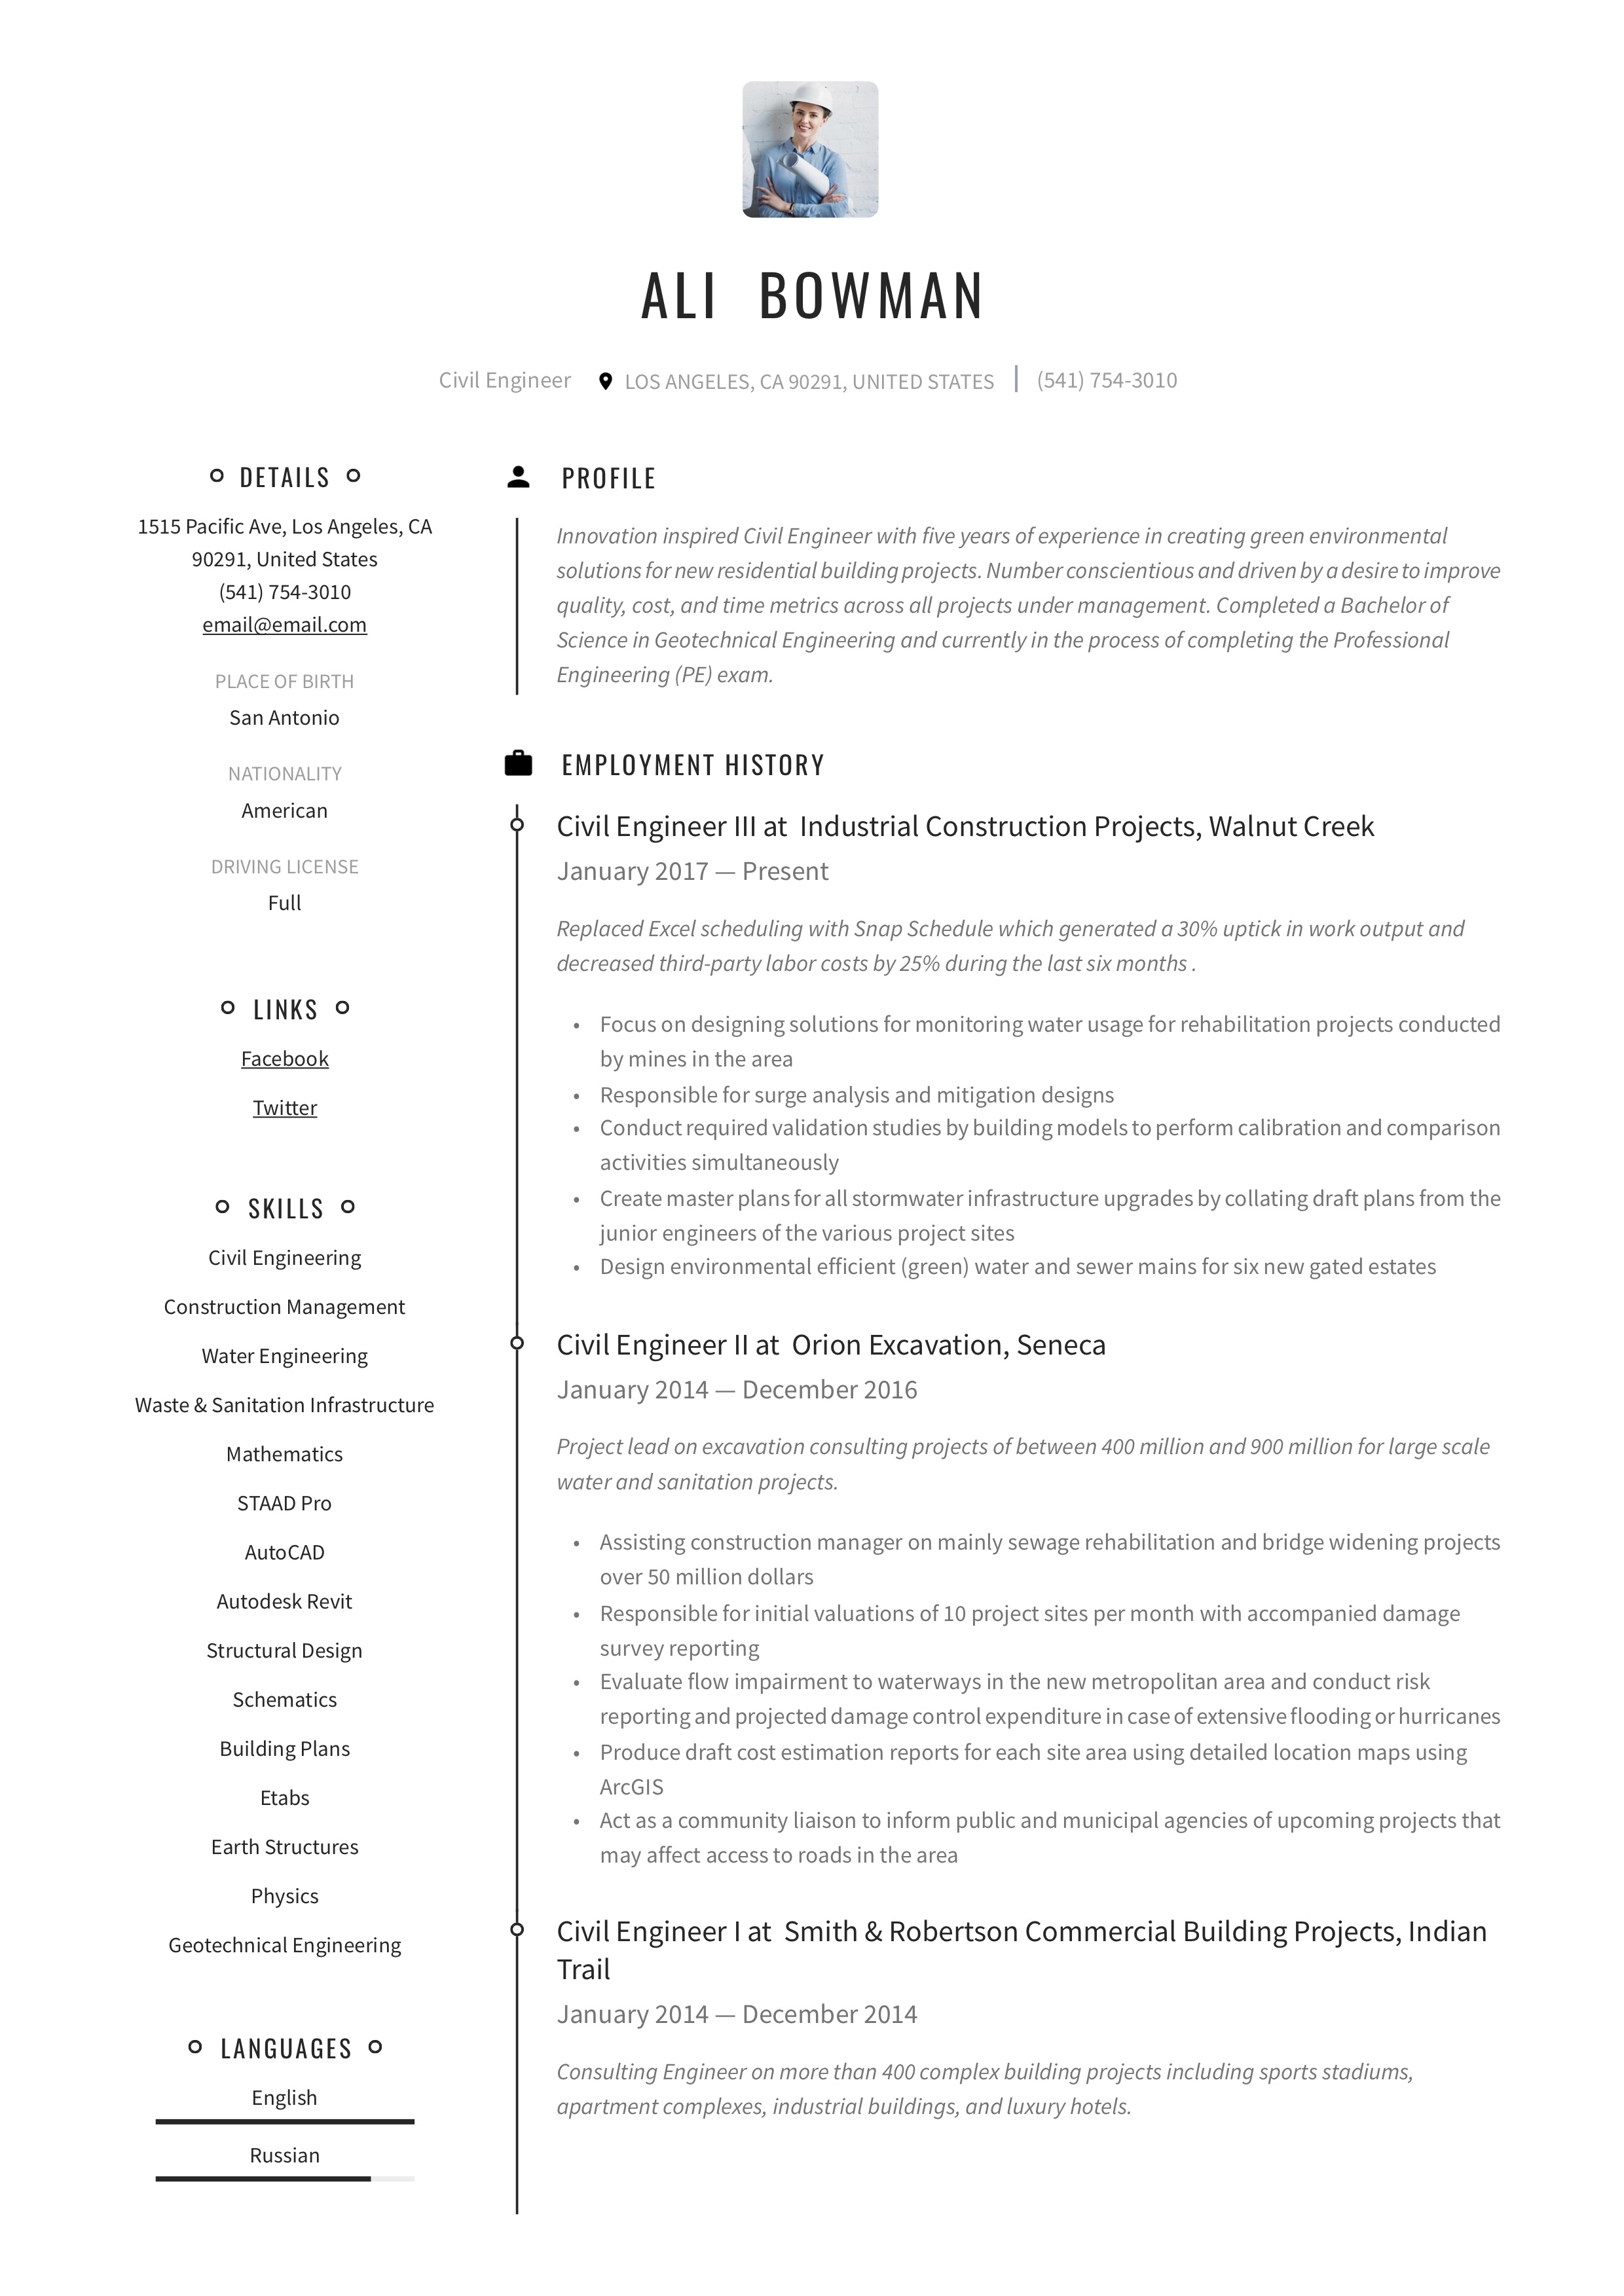 ALI BOWMAN
Civil Engineer LOS ANGELES, CA 90291, UNITED STATES (541) 754-3010
DETAILS
1515 Pacific Ave, Los Angeles, CA
90291, United States
(541) 754-3010
email@email.com
PLACE OF BIRTH
San Antonio
NATIONALITY
American
DRIVING LICENSE
Full
LINKS
Facebook
Twitter
SKILLS
Civil Engineering
Construction Management
Water Engineering
Waste & Sanitation Infrastructure
Mathematics
STAAD Pro
AutoCAD
Autodesk Revit
Structural Design
Schematics
Building Plans
Etabs
Earth Structures
Physics
Geotechnical Engineering
LANGUAGES
English
Russian
PROFILE
Innovation inspired Civil Engineer with five years of experience in creating green environmental
solutions for new residential building projects. Number conscientious and driven by a desire to improve
quality, cost, and time metrics across all projects under management. Completed a Bachelor of
Science in Geotechnical Engineering and currently in the process of completing the Professional
Engineering (PE) exam.
EMPLOYMENT HISTORY
Civil Engineer III at Industrial Construction Projects, Walnut Creek
January 2017 — Present
Replaced Excel scheduling with Snap Schedule which generated a 30% uptick in work output and
decreased third-party labor costs by 25% during the last six months .
• Focus on designing solutions for monitoring water usage for rehabilitation projects conducted
by mines in the area
• Responsible for surge analysis and mitigation designs
• Conduct required validation studies by building models to perform calibration and comparison
activities simultaneously
• Create master plans for all stormwater infrastructure upgrades by collating draft plans from the
junior engineers of the various project sites
• Design environmental efficient (green) water and sewer mains for six new gated estates
Civil Engineer II at Orion Excavation, Seneca
January 2014 — December 2016
Project lead on excavation consulting projects of between 400 million and 900 million for large scale
water and sanitation projects.
• Assisting construction manager on mainly sewage rehabilitation and bridge widening projects
over 50 million dollars
• Responsible for initial valuations of 10 project sites per month with accompanied damage
survey reporting
• Evaluate flow impairment to waterways in the new metropolitan area and conduct risk
reporting and projected damage control expenditure in case of extensive flooding or hurricanes
• Produce draft cost estimation reports for each site area using detailed location maps using
ArcGIS
• Act as a community liaison to inform public and municipal agencies of upcoming projects that
may affect access to roads in the area
Civil Engineer I at Smith & Robertson Commercial Building Projects, Indian
Trail
January 2014 — December 2014
Consulting Engineer on more than 400 complex building projects including sports stadiums,
apartment complexes, industrial buildings, and luxury hotels.